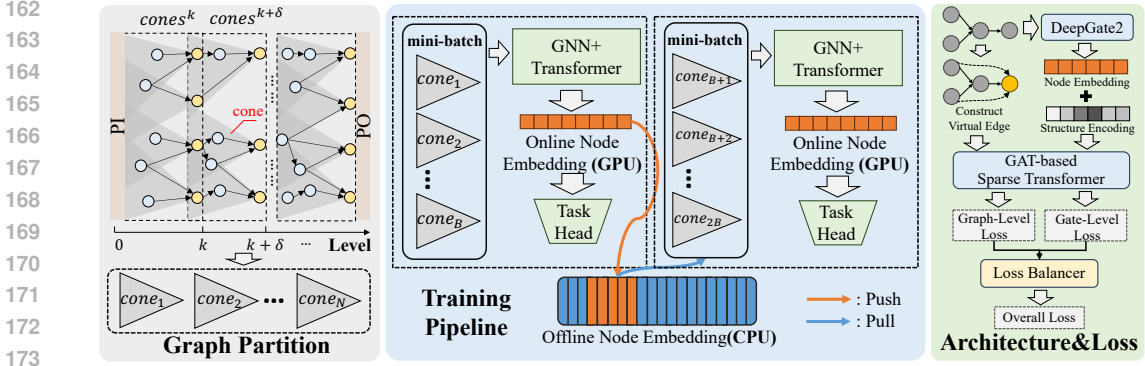 162
163
164
165
166
167
168
169
170
171
172
173
cones^k
cones^{k+δ}
cone
PI
PO
0
k
k + δ
...
Level
cone_1
cone_2
cone_N
Graph Partition
mini-batch
cone_1
cone_2
cone_B
GNN+
Transformer
Online Node
Embedding (GPU)
Task
Head
mini-batch
cone_{B+1}
cone_{B+2}
cone_{2B}
GNN+
Transformer
Online Node
Embedding (GPU)
Task
Head
Training
Pipeline
Offline Node Embedding(CPU)
: Push
: Pull
DeepGate2
Node Embedding
+
Structure Encoding
Construct
Virtual Edge
GAT-based
Sparse Transformer
Graph-Level
Loss
Gate-Level
Loss
Loss Balancer
Overall Loss
Architecture&Loss